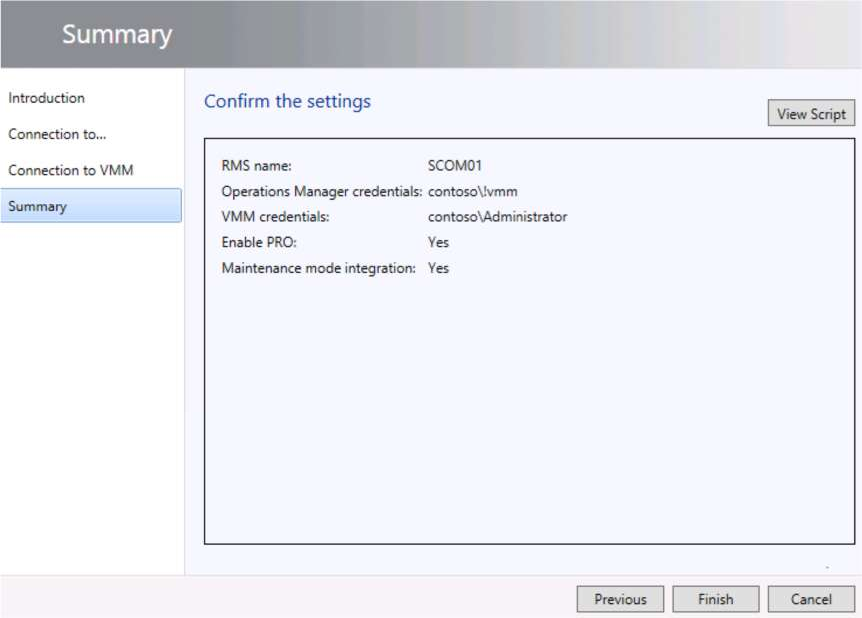 Summary
Introduction
Connection to...
Connection to VMM
Summary
Confirm the settings
View Script
RMS name: SCOM01
Operations Manager credentials: contoso\!vmm
VMM credentials: contoso\Administrator
Enable PRO: Yes
Maintenance mode integration: Yes
Previous Finish Cancel